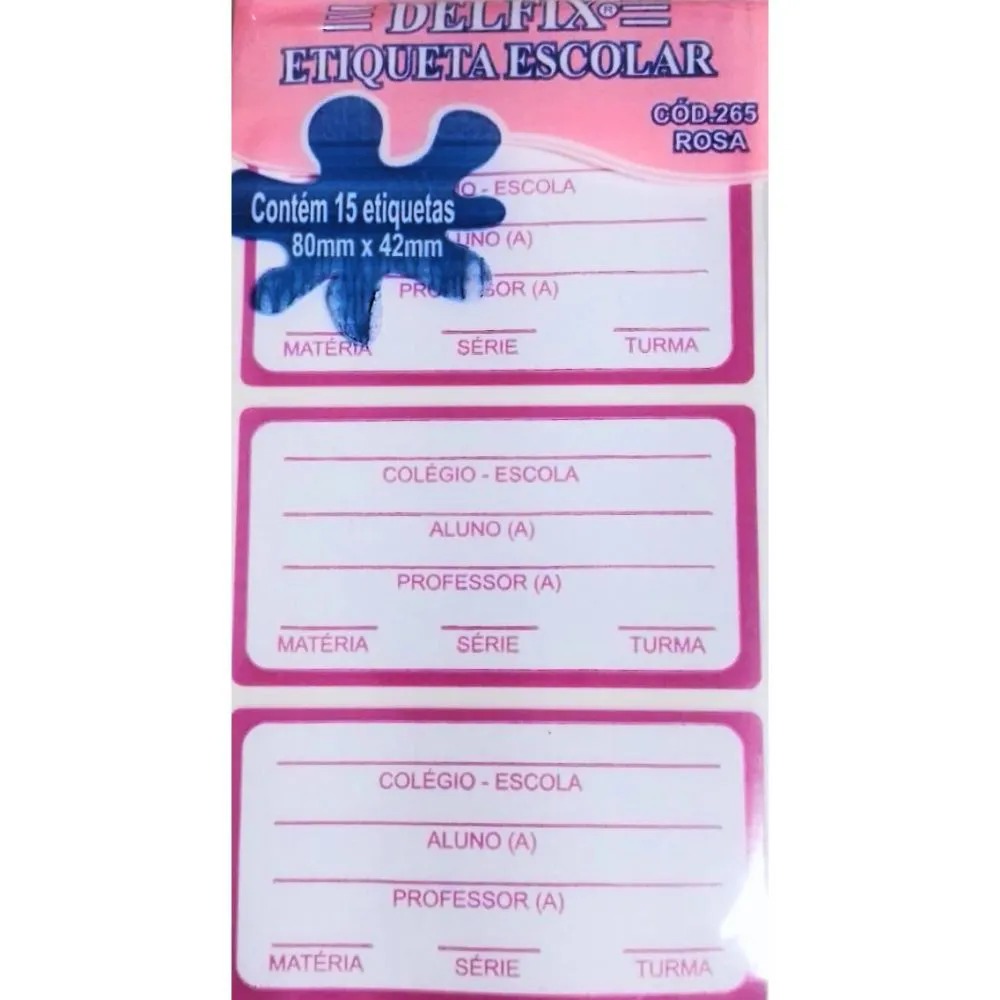 DELFIX®
ETIQUETA ESCOLAR
CÓD.265
ROSA
Contém 15 etiquetas
80mm x 42mm
- ESCOLA
(A)
(A)
MATÉRIA SÉRIE TURMA
COLÉGIO - ESCOLA
ALUNO (A)
PROFESSOR (A)
MATÉRIA SÉRIE TURMA
COLÉGIO - ESCOLA
ALUNO (A)
PROFESSOR (A)
MATÉRIA SÉRIE TURMA